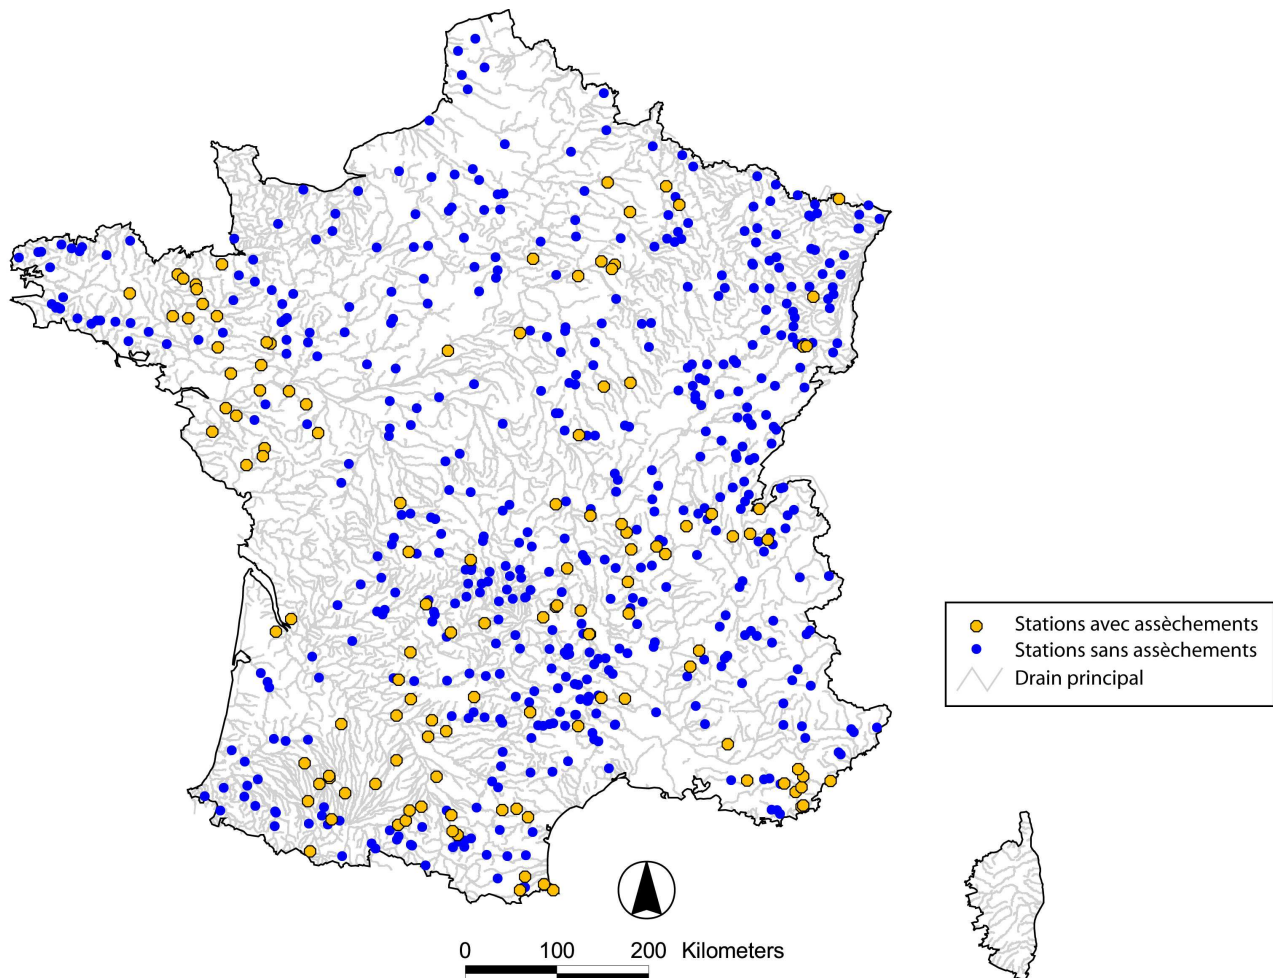 Stations avec assèchements
Stations sans assèchements
Drain principal
0 100 200 Kilometers